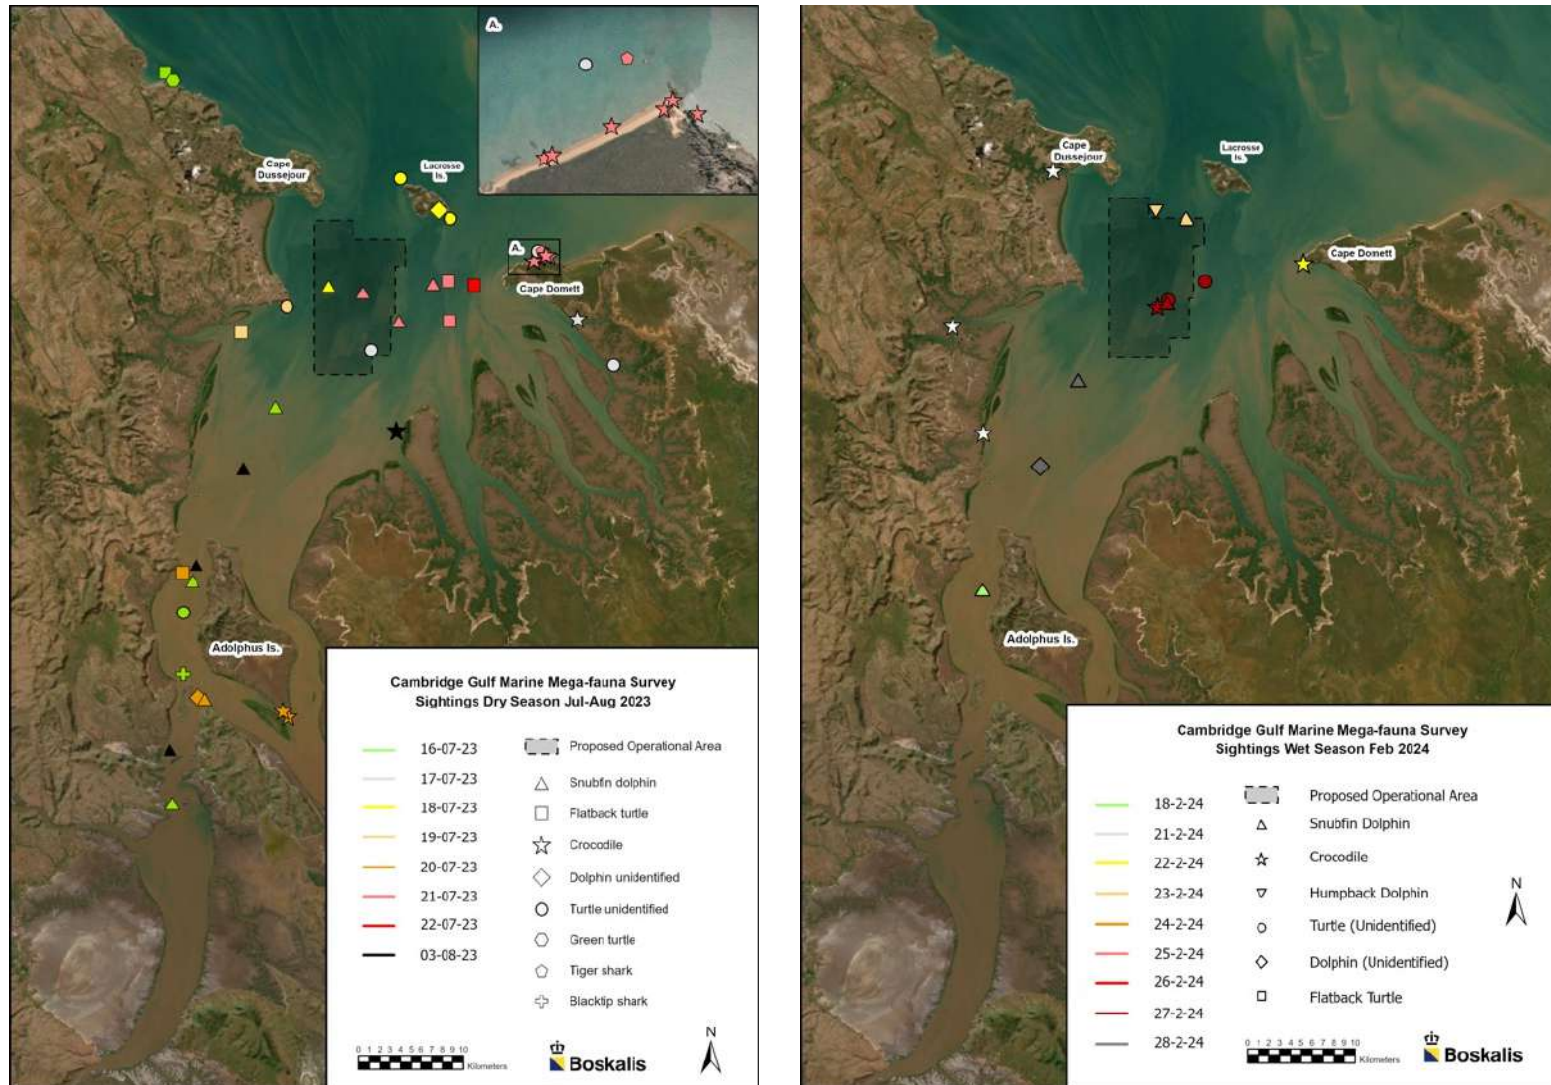 A.
Cape
Dussejour
Lacrosse
Is.
A.
Cape Domett
Adolphus Is.
Cambridge Gulf Marine Mega-fauna Survey
Sightings Dry Season Jul-Aug 2023
16-07-23
17-07-23
18-07-23
19-07-23
20-07-23
21-07-23
22-07-23
03-08-23
Proposed Operational Area
Snubfin dolphin
Flatback turtle
Crocodile
Dolphin unidentified
Turtle unidentified
Green turtle
Tiger shark
Blacktip shark
0 1 2 3 4 5 6 7 8 9 10
Kilometers
Boskalis
N
Cape
Dussejour
Lacrosse
Is.
Cape Domett
Adolphus Is.
Cambridge Gulf Marine Mega-fauna Survey
Sightings Wet Season Feb 2024
18-2-24
21-2-24
22-2-24
23-2-24
24-2-24
25-2-24
26-2-24
27-2-24
28-2-24
Proposed Operational Area
Snubfin Dolphin
Crocodile
Humpback Dolphin
Turtle (Unidentified)
Dolphin (Unidentified)
Flatback Turtle
N
0 1 2 3 4 5 6 7 8 9 10
Kilometers
Boskalis